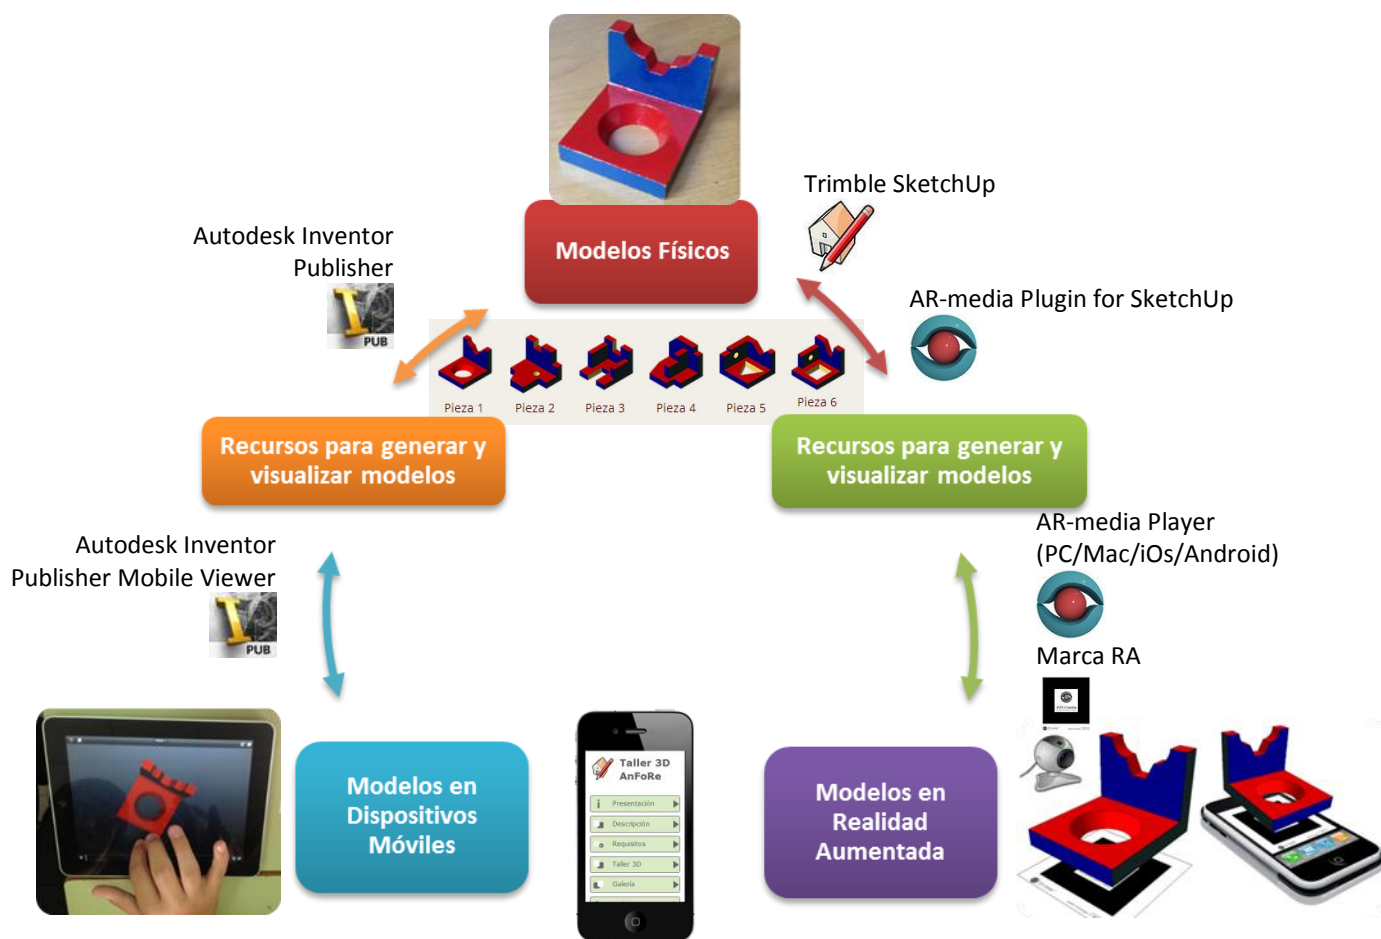 Trimble SketchUp
Autodesk Inventor
Publisher
PUB
Modelos Físicos
AR-media Plugin for SketchUp
Pieza 1
Pieza 2
Pieza 3
Pieza 4
Pieza 5
Pieza 6
Recursos para generar y
visualizar modelos
Recursos para generar y
visualizar modelos
Autodesk Inventor
Publisher Mobile Viewer
PUB
AR-media Player
(PC/Mac/iOs/Android)
Marca RA
Modelos en
Dispositivos
Móviles
Taller 3D
AnFoRe
Presentación
Descripción
Requisitos
Taller 3D
Galería
Modelos en
Realidad
Aumentada